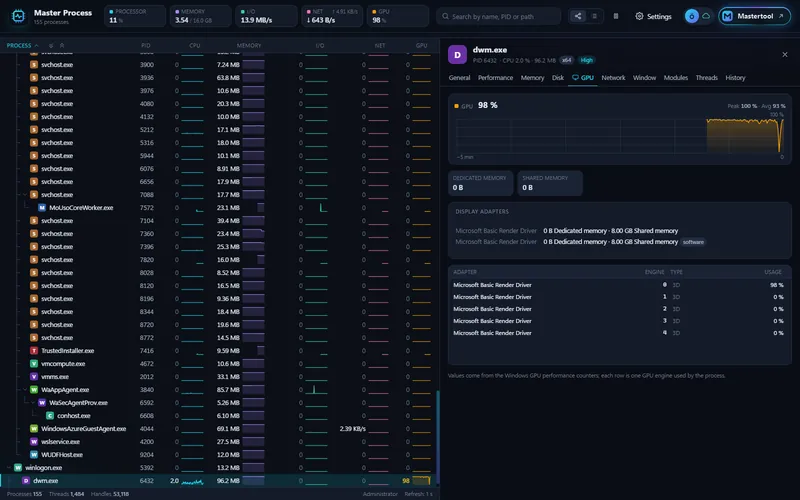 Master Process
155 processes
PROCESSOR
11 %
MEMORY
3.54 / 16.0 GB
I/O
13.9 MB/s
NET ↑ 4.91 KB/s
↓ 643 B/s
GPU
98 %
Search by name, PID or path
Settings
Mastertool ↗
PROCESS PID CPU MEMORY I/O NET GPU
svchost.exe 3900 0 7.24 MB 0 0 0
svchost.exe 3936 0 63.8 MB 0 0 0
svchost.exe 3976 0 10.6 MB 0 0 0
svchost.exe 4080 0 20.3 MB 0 0 0
svchost.exe 4132 0 10.0 MB 0 0 0
svchost.exe 5212 0 17.1 MB 0 0 0
svchost.exe 5316 0 18.0 MB 0 0 0
svchost.exe 5944 0 10.1 MB 0 0 0
svchost.exe 6076 0 8.91 MB 0 0 0
svchost.exe 6656 0 17.9 MB 0 0 0
svchost.exe 7088 0 17.7 MB 0 0 0
MoUsoCoreWorker.exe 7572 0 23.1 MB 0 0 0
svchost.exe 7104 0 39.4 MB 0 0 0
svchost.exe 7360 0 23.4 MB 0 0 0
svchost.exe 7396 0 25.3 MB 0 0 0
svchost.exe 7820 0 16.0 MB 0 0 0
svchost.exe 8028 0 8.52 MB 0 0 0
svchost.exe 8120 0 16.5 MB 0 0 0
svchost.exe 8196 0 9.36 MB 0 0 0
svchost.exe 8344 0 18.4 MB 0 0 0
svchost.exe 8720 0 19.6 MB 0 0 0
svchost.exe 8772 0 14.5 MB 0 0 0
TrustedInstaller.exe 7416 0 9.59 MB 0 0 0
vmcompute.exe 4672 0 10.6 MB 0 0 0
vmms.exe 2012 0 33.1 MB 0 0 0
WaAppAgent.exe 3840 0 85.7 MB 0 0 0
WaSecAgentProv.exe 6592 0 5.26 MB 0 0 0
conhost.exe 6608 0 6.10 MB 0 0 0
WindowsAzureGuestAgent.exe 4044 0 69.1 MB 0 2.39 KB/s 0
wslservice.exe 4200 0 27.5 MB 0 0 0
WUDFHost.exe 9204 0 12.0 MB 0 0 0
winlogon.exe 5392 0 13.2 MB 0 0 0
dwm.exe 6432 2.0 96.2 MB 0 0 98
Processes 155 Threads 1,484 Handles 53,118
Administrator Refresh 1 s
D
dwm.exe
PID 6432 · CPU 2.0 % · 96.2 MB x64 High
General Performance Memory Disk GPU Network Window Modules Threads History
GPU 98 %
Peak 100 % · Avg 93 %
100 %
−5 min 0
DEDICATED MEMORY
0 B
SHARED MEMORY
0 B
DISPLAY ADAPTERS
Microsoft Basic Render Driver 0 B Dedicated memory · 8.00 GB Shared memory
Microsoft Basic Render Driver 0 B Dedicated memory · 8.00 GB Shared memory software
ADAPTER ENGINE TYPE USAGE
Microsoft Basic Render Driver 0 3D 98 %
Microsoft Basic Render Driver 1 3D 0 %
Microsoft Basic Render Driver 2 3D 0 %
Microsoft Basic Render Driver 3 3D 0 %
Microsoft Basic Render Driver 4 3D 0 %
Values come from the Windows GPU performance counters; each row is one GPU engine used by the process.